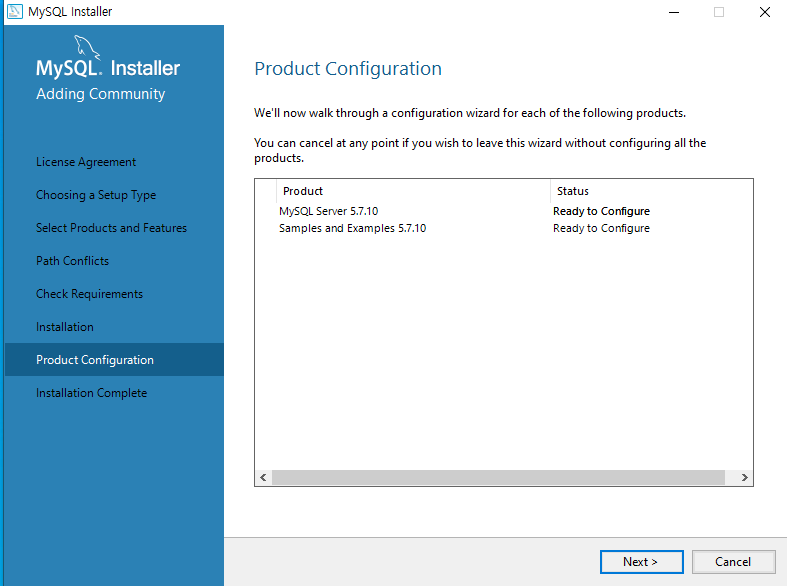 MySQL Installer
MySQL. Installer
Adding Community
License Agreement
Choosing a Setup Type
Select Products and Features
Path Conflicts
Check Requirements
Installation
Product Configuration
Installation Complete
Product Configuration
We'll now walk through a configuration wizard for each of the following products.
You can cancel at any point if you wish to leave this wizard without configuring all the
products.
Product Status
MySQL Server 5.7.10 Ready to Configure
Samples and Examples 5.7.10 Ready to Configure
Next > Cancel